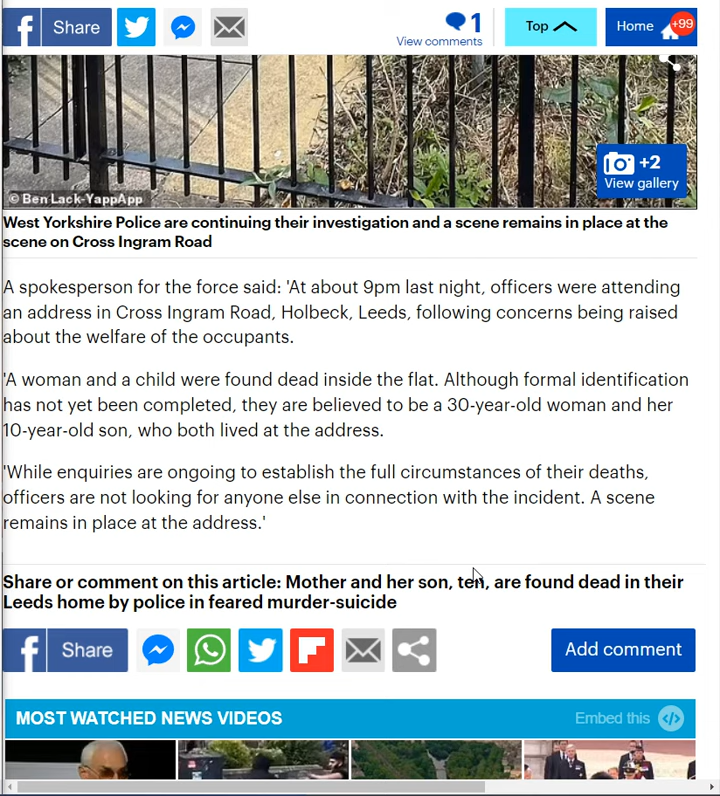 Share
1
View comments
Top
Home
+99
+2
View gallery
© Ben Lack-YappApp
West Yorkshire Police are continuing their investigation and a scene remains in place at the
scene on Cross Ingram Road
A spokesperson for the force said: 'At about 9pm last night, officers were attending
an address in Cross Ingram Road, Holbeck, Leeds, following concerns being raised
about the welfare of the occupants.
'A woman and a child were found dead inside the flat. Although formal identification
has not yet been completed, they are believed to be a 30-year-old woman and her
10-year-old son, who both lived at the address.
'While enquiries are ongoing to establish the full circumstances of their deaths,
officers are not looking for anyone else in connection with the incident. A scene
remains in place at the address.'
Share or comment on this article: Mother and her son, ten, are found dead in their
Leeds home by police in feared murder-suicide
Share
Add comment
MOST WATCHED NEWS VIDEOS
Embed this </>